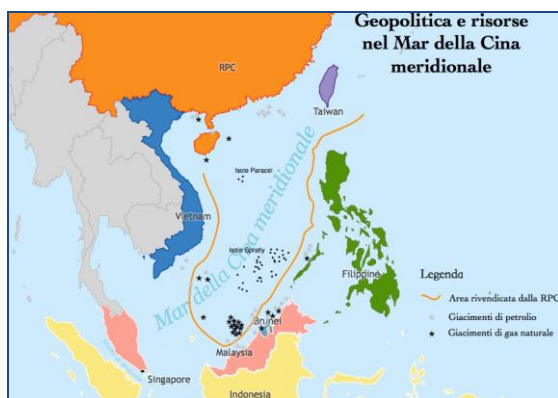 Geopolitica e risorse
nel Mar della Cina
meridionale
RPC
Taiwan
Isole Paracel
Mar della Cina meridionale
Vietnam
Isole Spratly
Filippine
Legenda
Area rivendicata dalla RPC
Giacimenti di petrolio
Giacimenti di gas naturale
Brunei
Malaysia
Singapore
Indonesia